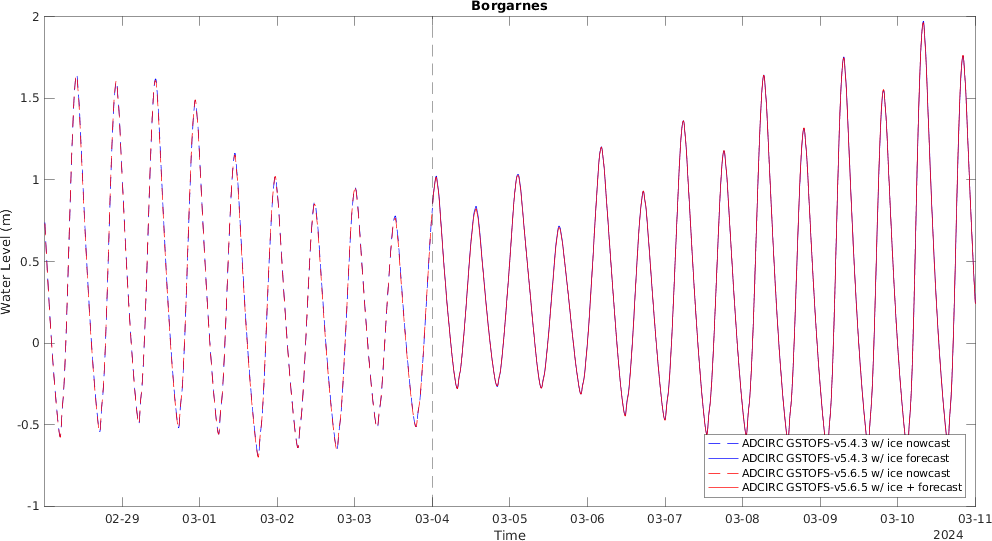 Borgarnes
2
1.5
1
0.5
0
-0.5
-1
Water Level (m)
ADCIRC GSTOFS-v5.4.3 w/ ice nowcast
ADCIRC GSTOFS-v5.4.3 w/ ice forecast
ADCIRC GSTOFS-v5.6.5 w/ ice nowcast
ADCIRC GSTOFS-v5.6.5 w/ ice + forecast
02-29 03-01 03-02 03-03 03-04 03-05 03-06 03-07 03-08 03-09 03-10 03-11
Time
2024